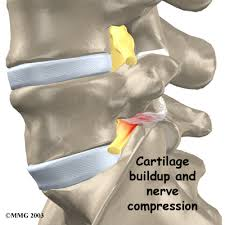 Cartilage
buildup and
nerve
compression
©MMG 2003